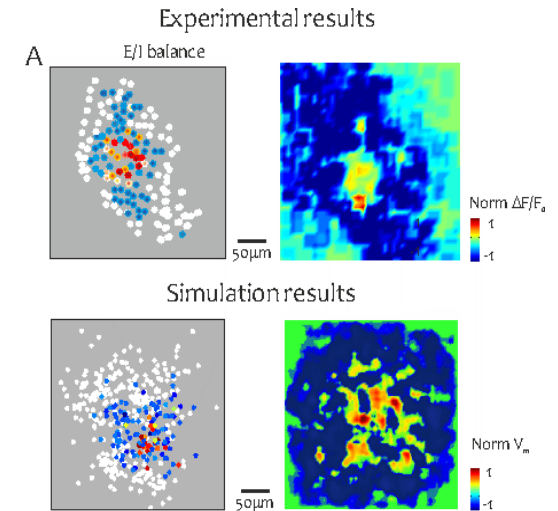 Experimental results
A
E/I balance
Norm ΔF/F₀
1
-1
50μm
Simulation results
Norm Vₘ
1
-1
50μm